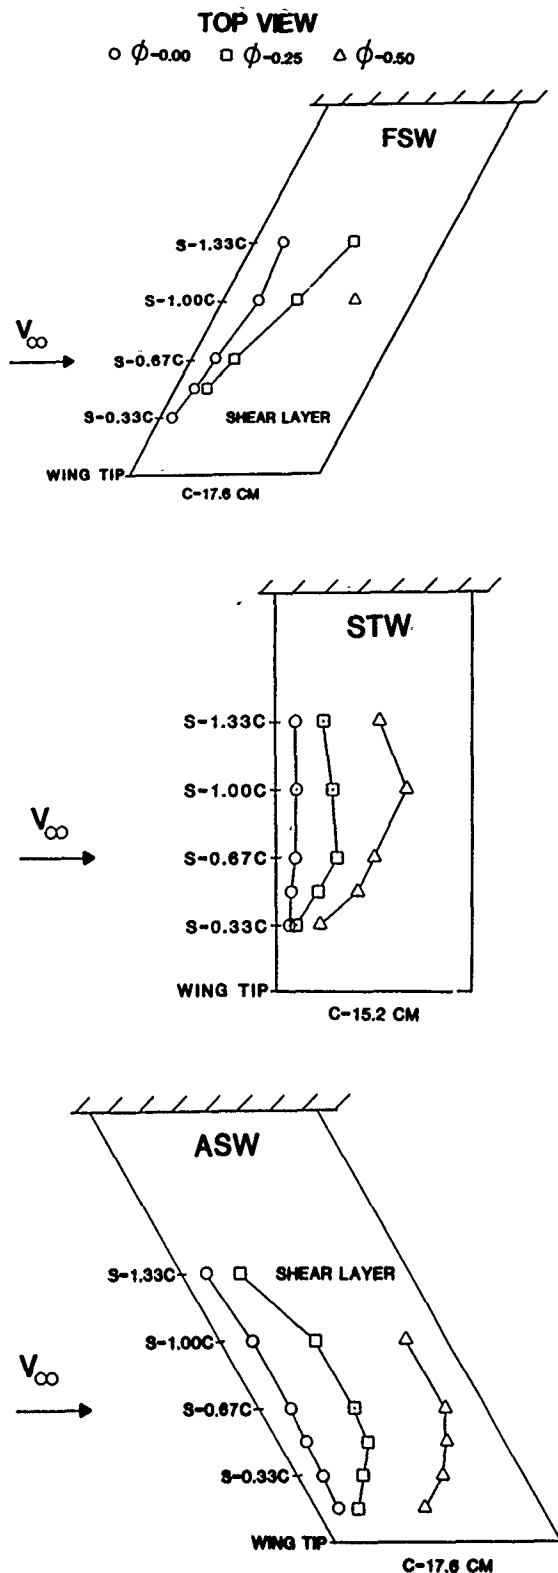 TOP VIEW
○ ϕ-0.00 □ ϕ-0.25 △ ϕ-0.50
FSW
S-1.33C
S-1.00C
V∞
S-0.67C
S-0.33C
SHEAR LAYER
WING TIP
C-17.6 CM
STW
S-1.33C
S-1.00C
V∞
S-0.67C
S-0.33C
WING TIP
C-15.2 CM
ASW
S-1.33C
SHEAR LAYER
S-1.00C
V∞
S-0.67C
S-0.33C
WING TIP
C-17.6 CM